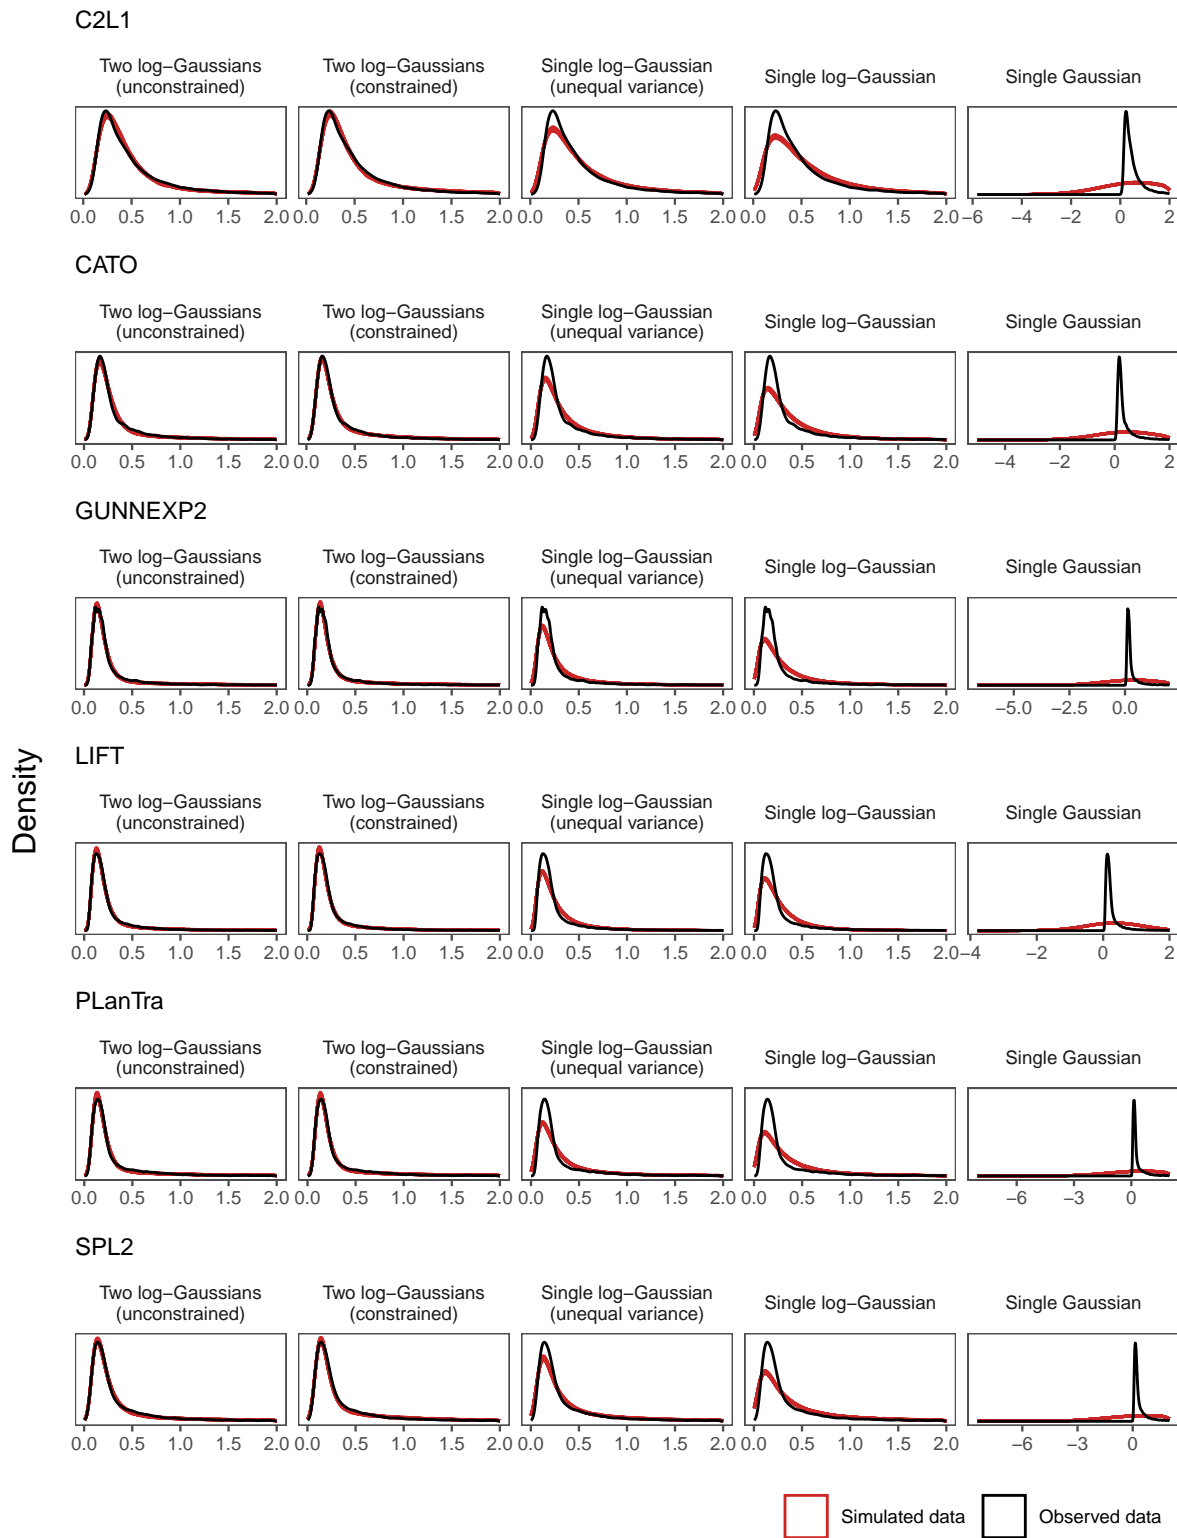 C2L1
Two log−Gaussians (unconstrained)
Two log−Gaussians (constrained)
Single log−Gaussian (unequal variance)
Single log−Gaussian
Single Gaussian
0.0 0.5 1.0 1.5 2.0
0.0 0.5 1.0 1.5 2.0
0.0 0.5 1.0 1.5 2.0
0.0 0.5 1.0 1.5 2.0
−6 −4 −2 0 2
CATO
Two log−Gaussians (unconstrained)
Two log−Gaussians (constrained)
Single log−Gaussian (unequal variance)
Single log−Gaussian
Single Gaussian
0.0 0.5 1.0 1.5 2.0
0.0 0.5 1.0 1.5 2.0
0.0 0.5 1.0 1.5 2.0
0.0 0.5 1.0 1.5 2.0
−4 −2 0 2
GUNNEXP2
Two log−Gaussians (unconstrained)
Two log−Gaussians (constrained)
Single log−Gaussian (unequal variance)
Single log−Gaussian
Single Gaussian
0.0 0.5 1.0 1.5 2.0
0.0 0.5 1.0 1.5 2.0
0.0 0.5 1.0 1.5 2.0
0.0 0.5 1.0 1.5 2.0
−5.0 −2.5 0.0
Density
LIFT
Two log−Gaussians (unconstrained)
Two log−Gaussians (constrained)
Single log−Gaussian (unequal variance)
Single log−Gaussian
Single Gaussian
0.0 0.5 1.0 1.5 2.0
0.0 0.5 1.0 1.5 2.0
0.0 0.5 1.0 1.5 2.0
0.0 0.5 1.0 1.5 2.0
−4 −2 0 2
PLanTra
Two log−Gaussians (unconstrained)
Two log−Gaussians (constrained)
Single log−Gaussian (unequal variance)
Single log−Gaussian
Single Gaussian
0.0 0.5 1.0 1.5 2.0
0.0 0.5 1.0 1.5 2.0
0.0 0.5 1.0 1.5 2.0
0.0 0.5 1.0 1.5 2.0
−6 −3 0
SPL2
Two log−Gaussians (unconstrained)
Two log−Gaussians (constrained)
Single log−Gaussian (unequal variance)
Single log−Gaussian
Single Gaussian
0.0 0.5 1.0 1.5 2.0
0.0 0.5 1.0 1.5 2.0
0.0 0.5 1.0 1.5 2.0
0.0 0.5 1.0 1.5 2.0
−6 −3 0
Simulated data
Observed data